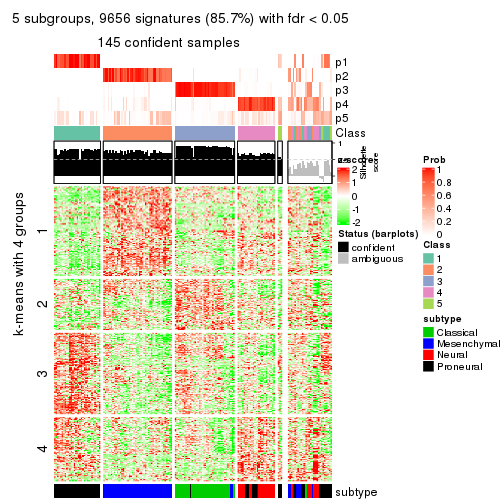 5 subgroups, 9656 signatures (85.7%) with fdr < 0.05
145 confident samples
p1
p2
p3
p4
p5
Class
1
Silhouette
score
z-score
2
1
0
-1
-2
Status (barplots)
confident
ambiguous
Prob
1
0.8
0.6
0.4
0.2
0
Class
1
2
3
4
5
subtype
Classical
Mesenchymal
Neural
Proneural
k-means with 4 groups
1
2
3
4
subtype